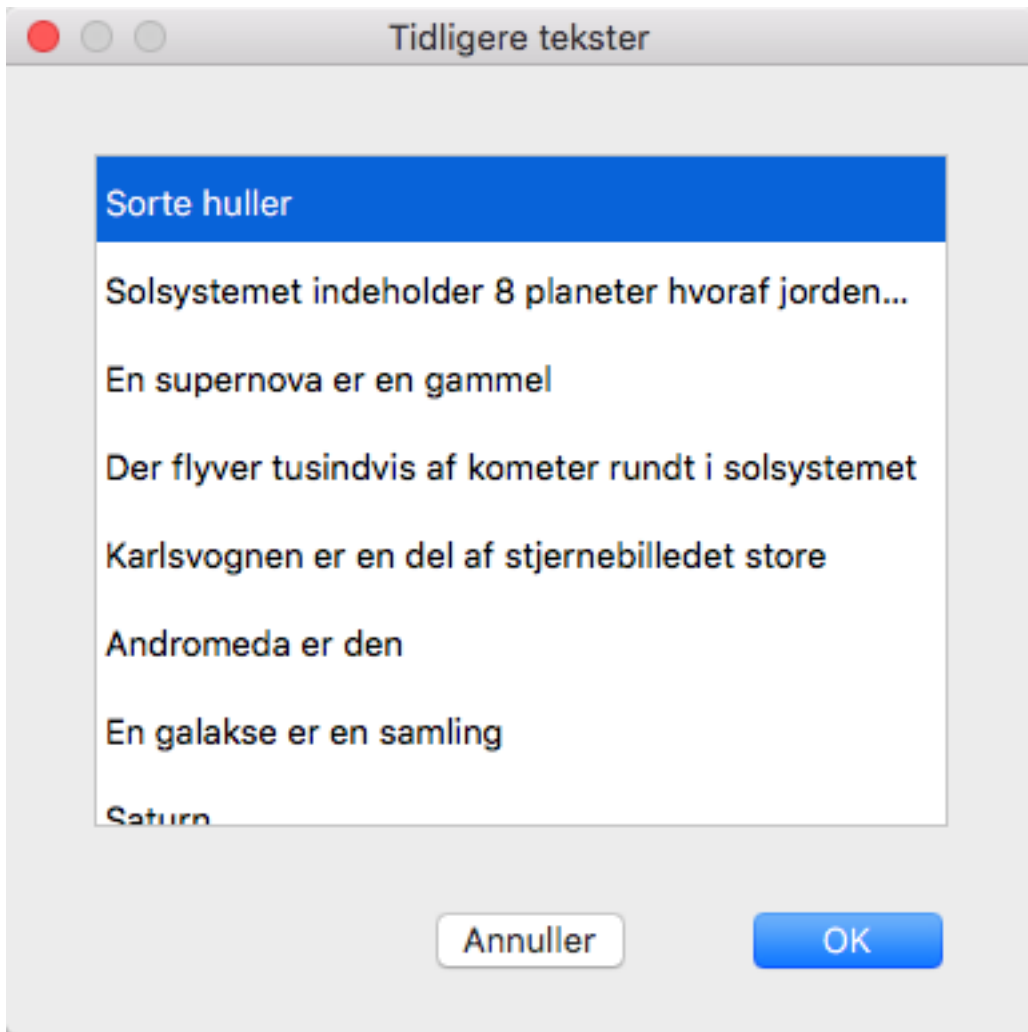 Tidligere tekster
Sorte huller
Solsystemet indeholder 8 planeter hvoraf jorden...
En supernova er en gammel
Der flyver tusindvis af kometer rundt i solsystemet
Karlsvognen er en del af stjernebilledet store
Andromeda er den
En galakse er en samling
Saturn
Annuller
OK